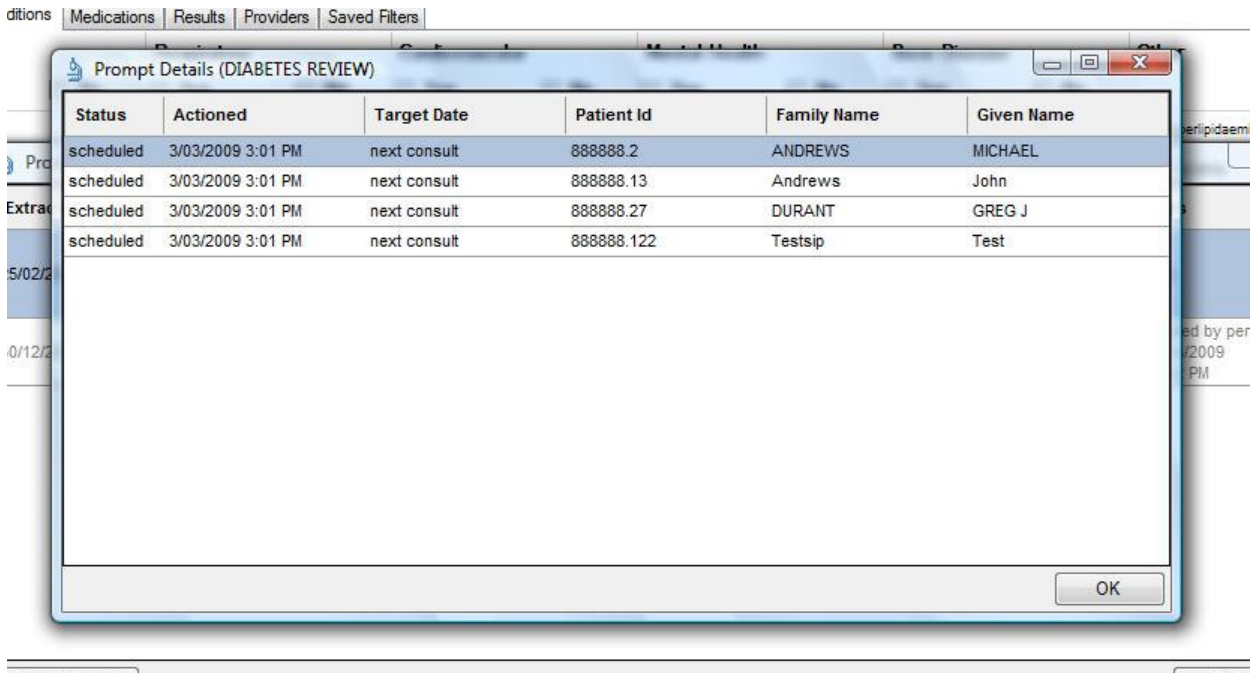 ditions Medications Results Providers Saved Filters
Prompt Details (DIABETES REVIEW)
Status Actioned Target Date Patient Id Family Name Given Name
scheduled 3/03/2009 3:01 PM next consult 888888.2 ANDREWS MICHAEL
scheduled 3/03/2009 3:01 PM next consult 888888.13 Andrews John
scheduled 3/03/2009 3:01 PM next consult 888888.27 DURANT GREG J
scheduled 3/03/2009 3:01 PM next consult 888888.122 Testsip Test
OK
erlipidaemi
Pro
Extrac
5/02/2
0/12/2
ed by per
/2009
PM